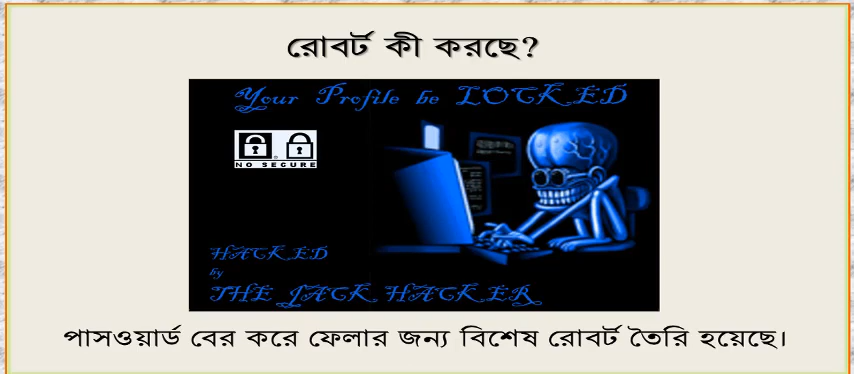 রোবর্ট কী করছে?
Your Profile be LOCKED
NO SECURE
HACKED
by
THE JACK HACKER
পাসওয়ার্ড বের করে ফেলার জন্য বিশেষ রোবর্ট তৈরি হয়েছে।